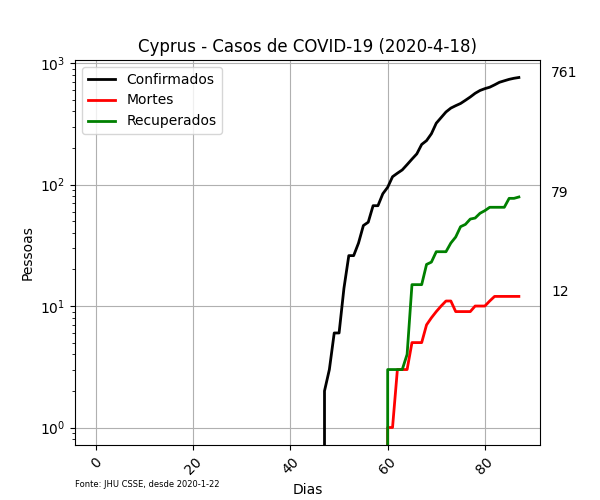 Cyprus - Casos de COVID-19 (2020-4-18)
10³
10²
10¹
10⁰
Pessoas
Confirmados
Mortes
Recuperados
761
79
12
0
20
40
60
80
Dias
Fonte: JHU CSSE, desde 2020-1-22